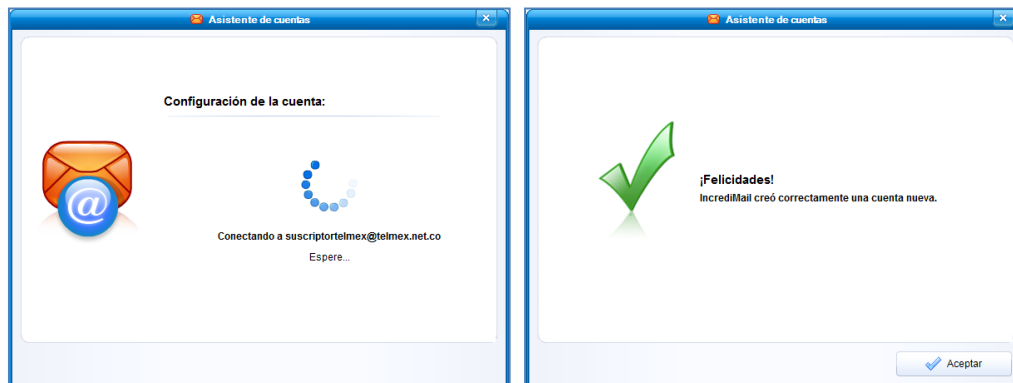 Asistente de cuentas
Configuración de la cuenta:
@
Conectando a suscriptortelmex@telmex.net.co
Espere...
Asistente de cuentas
¡Felicidades!
IncrediMail creó correctamente una cuenta nueva.
Aceptar